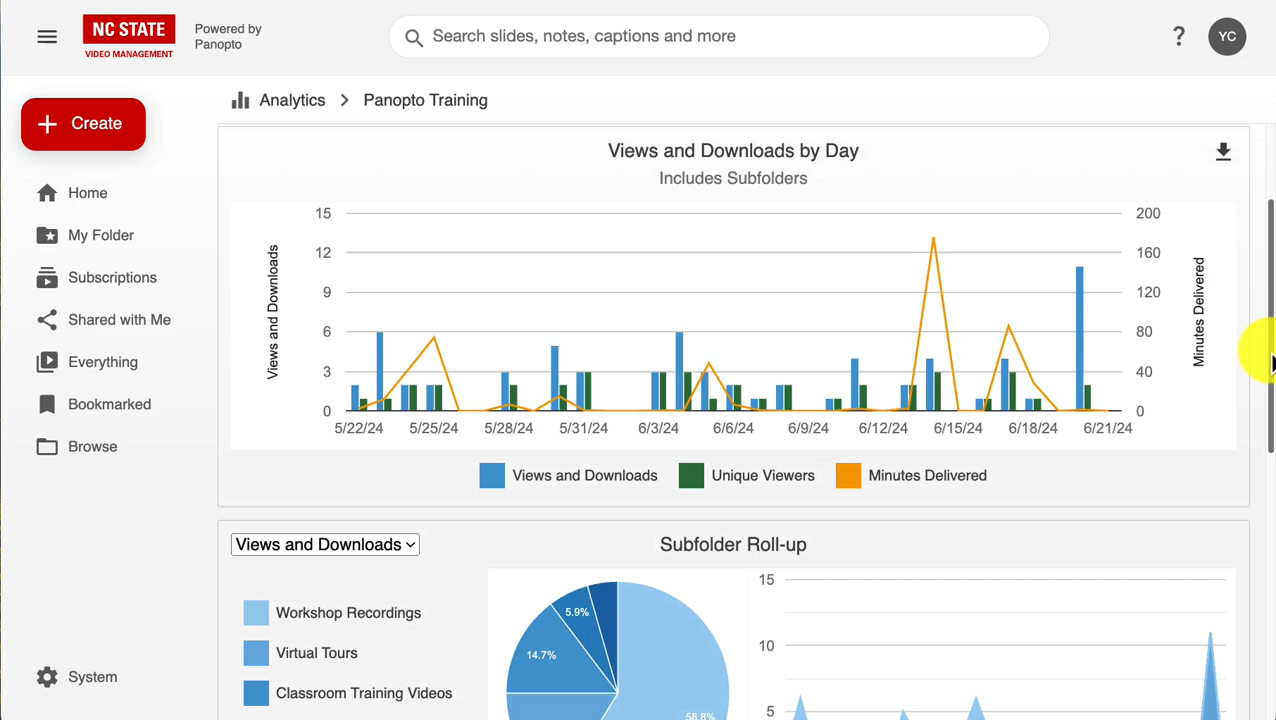 NC STATE
VIDEO MANAGEMENT
Powered by
Panopto
Search slides, notes, captions and more
?
YC
Create
Home
My Folder
Subscriptions
Shared with Me
Everything
Bookmarked
Browse
System
Analytics > Panopto Training
Views and Downloads by Day
Includes Subfolders
Views and Downloads
15
12
9
6
3
0
200
160
120
80
40
0
Minutes Delivered
5/22/24 5/25/24 5/28/24 5/31/24 6/3/24 6/6/24 6/9/24 6/12/24 6/15/24 6/18/24 6/21/24
Views and Downloads Unique Viewers Minutes Delivered
Views and Downloads
Subfolder Roll-up
Workshop Recordings
Virtual Tours
Classroom Training Videos
5.9%
14.7%
58.8%
15
10
5